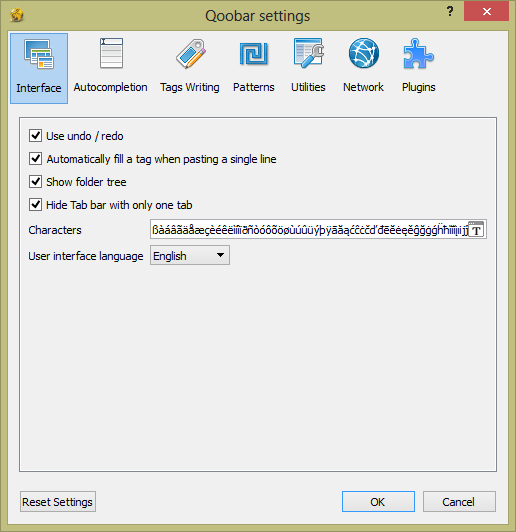 Qoobar settings
?
Interface
Autocompletion
Tags Writing
Patterns
Utilities
Network
Plugins
Use undo / redo
Automatically fill a tag when pasting a single line
Show folder tree
Hide Tab bar with only one tab
Characters
ßàáâãäåæçèéêëìíîïðñòóôõöøùúûüýþÿāăąćĉċčďđēĕėęěĝğġģĥħĩīĭįıĳĵ
T
User interface language
English
Reset Settings
OK
Cancel